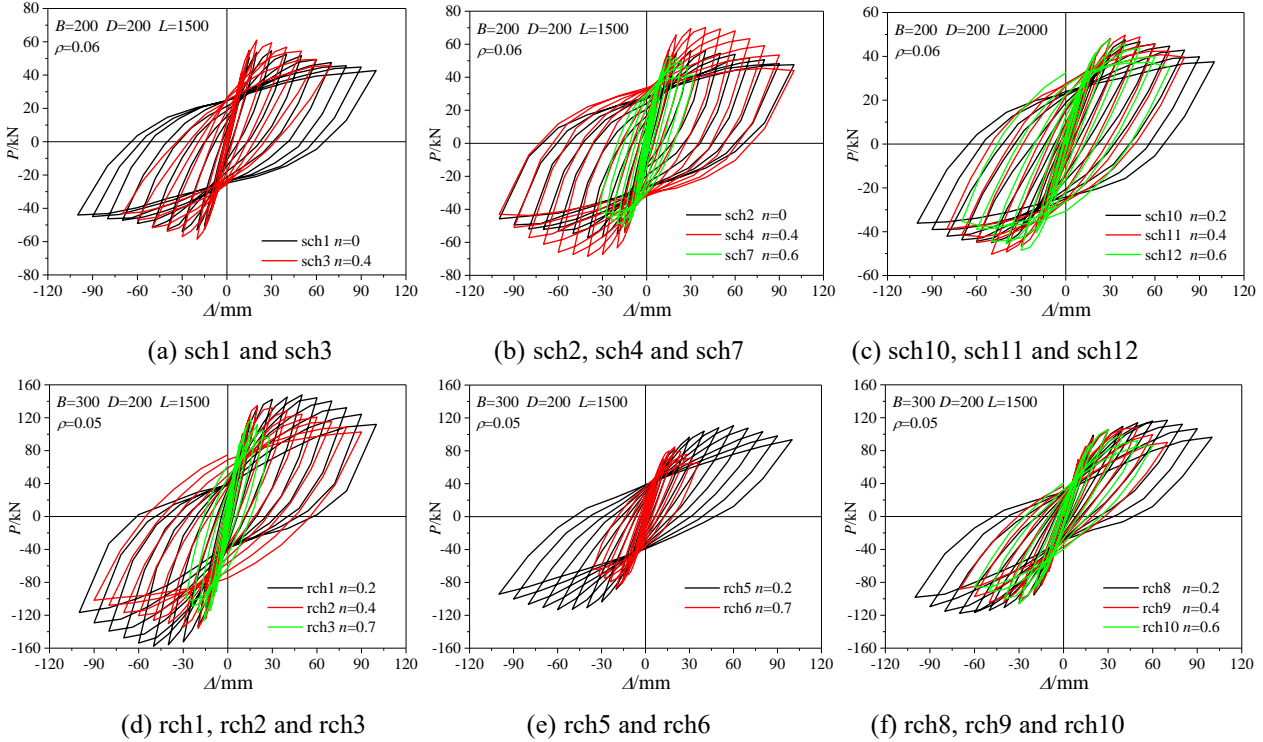 80
60
40
20
0
-20
-40
-60
-80
P/kN
B=200 D=200 L=1500
ρ=0.06
sch1 n=0
sch3 n=0.4
-120 -90 -60 -30 0 30 60 90 120
Δ/mm
(a) sch1 and sch3
80
60
40
20
0
-20
-40
-60
-80
P/kN
B=200 D=200 L=1500
ρ=0.06
sch2 n=0
sch4 n=0.4
sch7 n=0.6
-120 -90 -60 -30 0 30 60 90 120
Δ/mm
(b) sch2, sch4 and sch7
60
40
20
0
-20
-40
-60
P/kN
B=200 D=200 L=2000
ρ=0.06
sch10 n=0.2
sch11 n=0.4
sch12 n=0.6
-120 -90 -60 -30 0 30 60 90 120
Δ/mm
(c) sch10, sch11 and sch12
160
120
80
40
0
-40
-80
-120
-160
P/kN
B=300 D=200 L=1500
ρ=0.05
rch1 n=0.2
rch2 n=0.4
rch3 n=0.7
-120 -90 -60 -30 0 30 60 90 120
Δ/mm
(d) rch1, rch2 and rch3
160
120
80
40
0
-40
-80
-120
-160
P/kN
B=300 D=200 L=1500
ρ=0.05
rch5 n=0.2
rch6 n=0.7
-120 -90 -60 -30 0 30 60 90 120
Δ/mm
(e) rch5 and rch6
160
120
80
40
0
-40
-80
-120
-160
P/kN
B=300 D=200 L=1500
ρ=0.05
rch8 n=0.2
rch9 n=0.4
rch10 n=0.6
-120 -90 -60 -30 0 30 60 90 120
Δ/mm
(f) rch8, rch9 and rch10